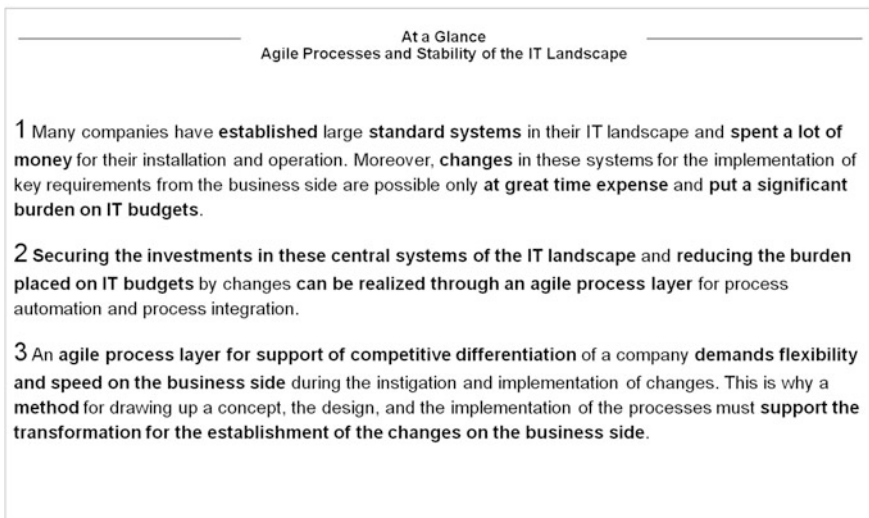 At a Glance
Agile Processes and Stability of the IT Landscape
1 Many companies have established large standard systems in their IT landscape and spent a lot of
money for their installation and operation. Moreover, changes in these systems for the implementation of
key requirements from the business side are possible only at great time expense and put a significant
burden on IT budgets.
2 Securing the investments in these central systems of the IT landscape and reducing the burden
placed on IT budgets by changes can be realized through an agile process layer for process
automation and process integration.
3 An agile process layer for support of competitive differentiation of a company demands flexibility
and speed on the business side during the instigation and implementation of changes. This is why a
method for drawing up a concept, the design, and the implementation of the processes must support the
transformation for the establishment of the changes on the business side.